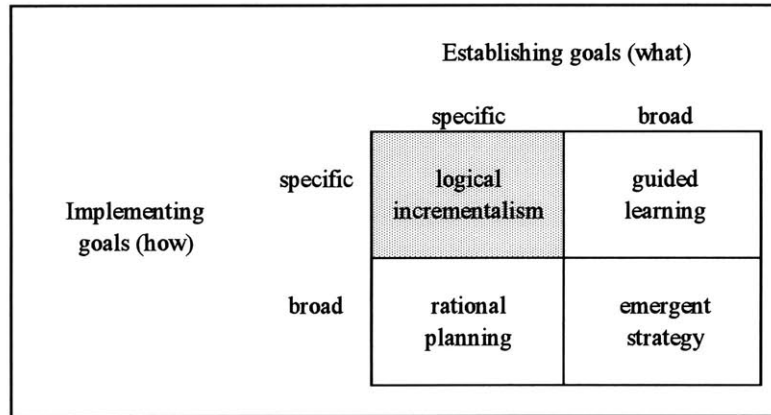 Establishing goals (what)
specific broad
specific
logical
incrementalism
guided
learning
Implementing
goals (how)
broad
rational
planning
emergent
strategy